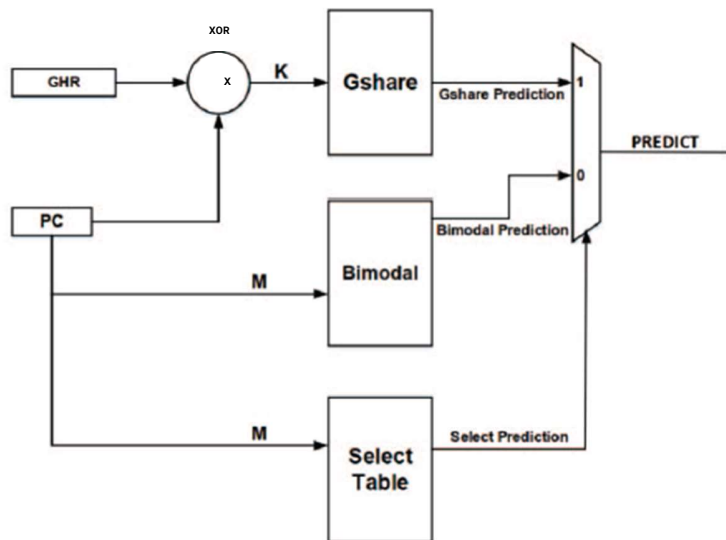 XOR
GHR
X
K
Gshare
Gshare Prediction
1
PREDICT
0
PC
Bimodal Prediction
M
Bimodal
M
Select Prediction
Select
Table